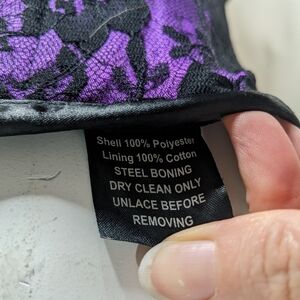 Shell 100% Polyester
Lining 100% Cotton
STEEL BONING
DRY CLEAN ONLY
UNLACE BEFORE
REMOVING